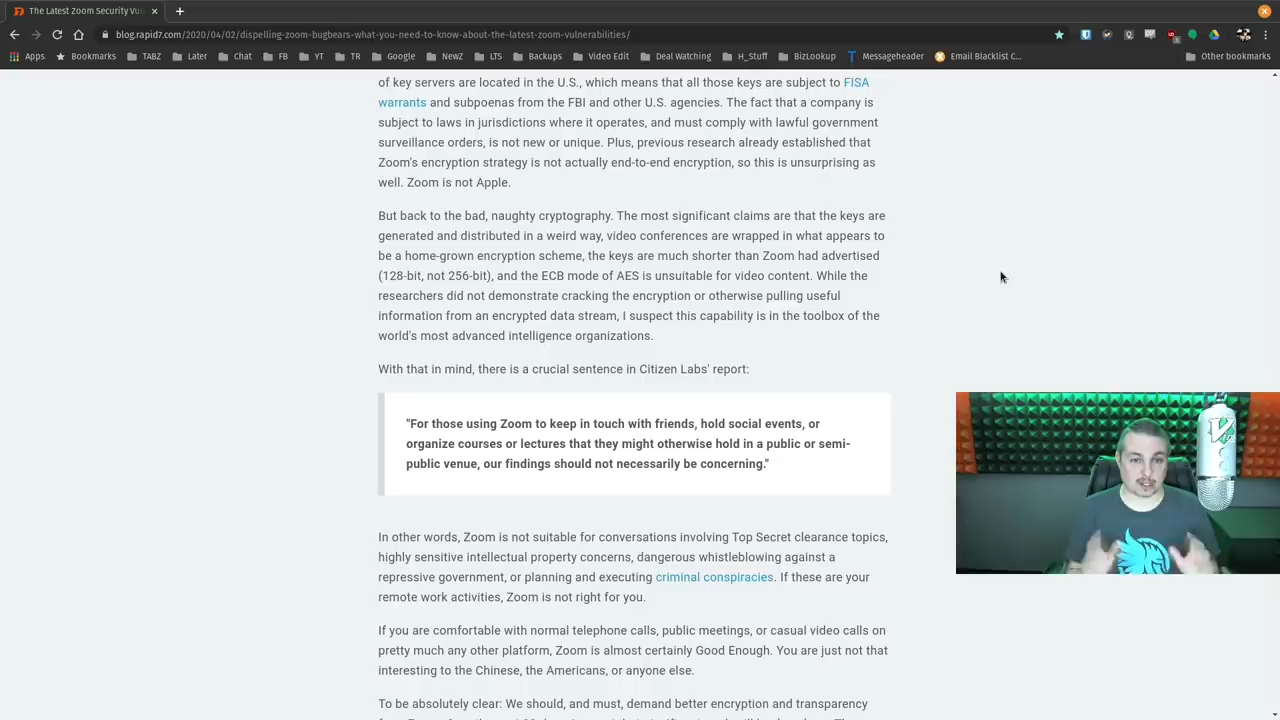 The Latest Zoom Security Vul
blog.rapid7.com/2020/04/02/dispelling-zoom-bugbears-what-you-need-to-know-about-the-latest-zoom-vulnerabilities/
Apps Bookmarks TABZ Later Chat FB YT TR Google NewZ LTS Backups Video Edit Deal Watching H_Stuff BizLookup Messageheader Email Blacklist C... Other bookmarks
of key servers are located in the U.S., which means that all those keys are subject to FISA
warrants and subpoenas from the FBI and other U.S. agencies. The fact that a company is
subject to laws in jurisdictions where it operates, and must comply with lawful government
surveillance orders, is not new or unique. Plus, previous research already established that
Zoom's encryption strategy is not actually end-to-end encryption, so this is unsurprising as
well. Zoom is not Apple.
But back to the bad, naughty cryptography. The most significant claims are that the keys are
generated and distributed in a weird way, video conferences are wrapped in what appears to
be a home-grown encryption scheme, the keys are much shorter than Zoom had advertised
(128-bit, not 256-bit), and the ECB mode of AES is unsuitable for video content. While the
researchers did not demonstrate cracking the encryption or otherwise pulling useful
information from an encrypted data stream, I suspect this capability is in the toolbox of the
world's most advanced intelligence organizations.
With that in mind, there is a crucial sentence in Citizen Labs' report:
"For those using Zoom to keep in touch with friends, hold social events, or
organize courses or lectures that they might otherwise hold in a public or semi-
public venue, our findings should not necessarily be concerning."
In other words, Zoom is not suitable for conversations involving Top Secret clearance topics,
highly sensitive intellectual property concerns, dangerous whistleblowing against a
repressive government, or planning and executing criminal conspiracies. If these are your
remote work activities, Zoom is not right for you.
If you are comfortable with normal telephone calls, public meetings, or casual video calls on
pretty much any other platform, Zoom is almost certainly Good Enough. You are just not that
interesting to the Chinese, the Americans, or anyone else.
To be absolutely clear: We should, and must, demand better encryption and transparency